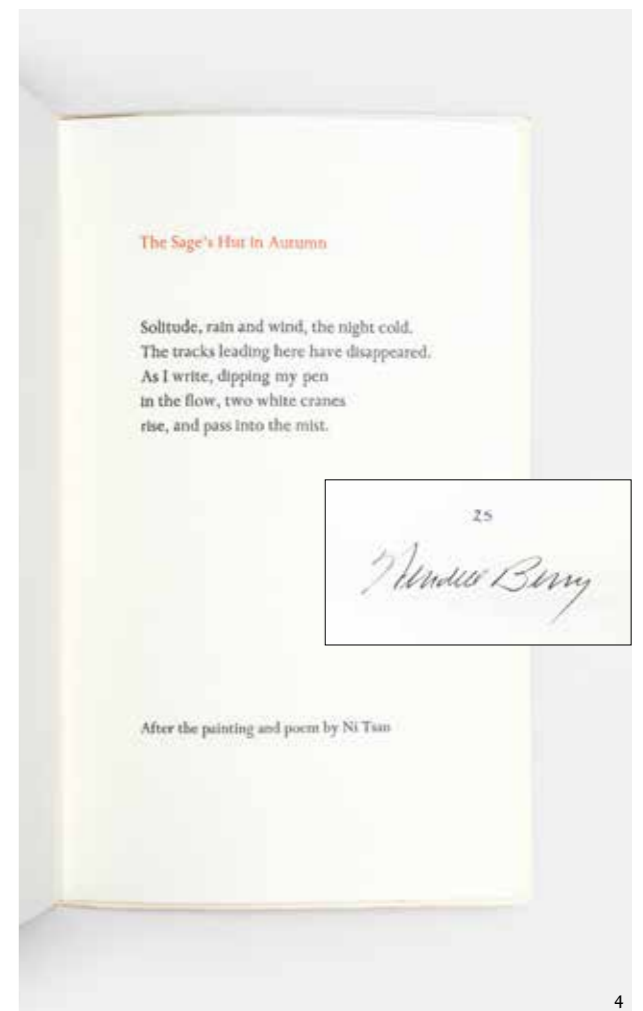 The Sage's Hut in Autumn
Solitude, rain and wind, the night cold.
The tracks leading here have disappeared.
As I write, dipping my pen
in the flow, two white cranes
rise, and pass into the mist.
25
Wendell Berry
After the painting and poem by Ni Tsan
4